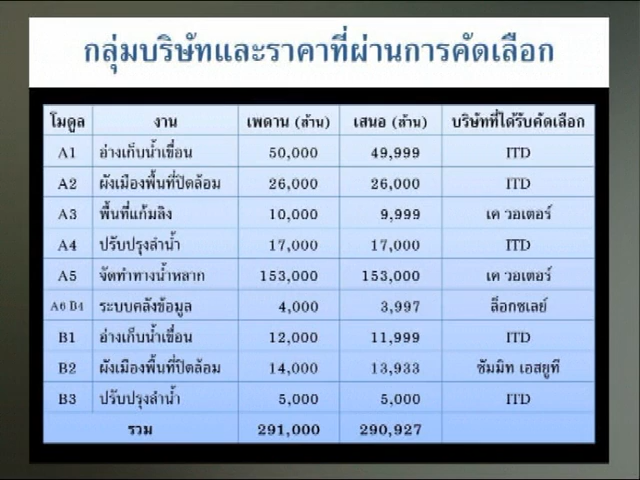 กลุ่มบริษัทและราคาที่ผ่านการคัดเลือก
โมดูล งาน เพดาน (ล้าน) เสนอ (ล้าน) บริษัทที่ได้รับคัดเลือก
A1 อ่างเก็บน้ำเขื่อน 50,000 49,999 ITD
A2 ผังเมืองพื้นที่ปิดล้อม 26,000 26,000 ITD
A3 พื้นที่แก้มลิง 10,000 9,999 เค วอเตอร์
A4 ปรับปรุงลำน้ำ 17,000 17,000 ITD
A5 จัดทำทางน้ำหลาก 153,000 153,000 เค วอเตอร์
A6 B4 ระบบคลังข้อมูล 4,000 3,997 ล็อกซเลย์
B1 อ่างเก็บน้ำเขื่อน 12,000 11,999 ITD
B2 ผังเมืองพื้นที่ปิดล้อม 14,000 13,933 ซัมมิท เอสยูที
B3 ปรับปรุงลำน้ำ 5,000 5,000 ITD
รวม 291,000 290,927